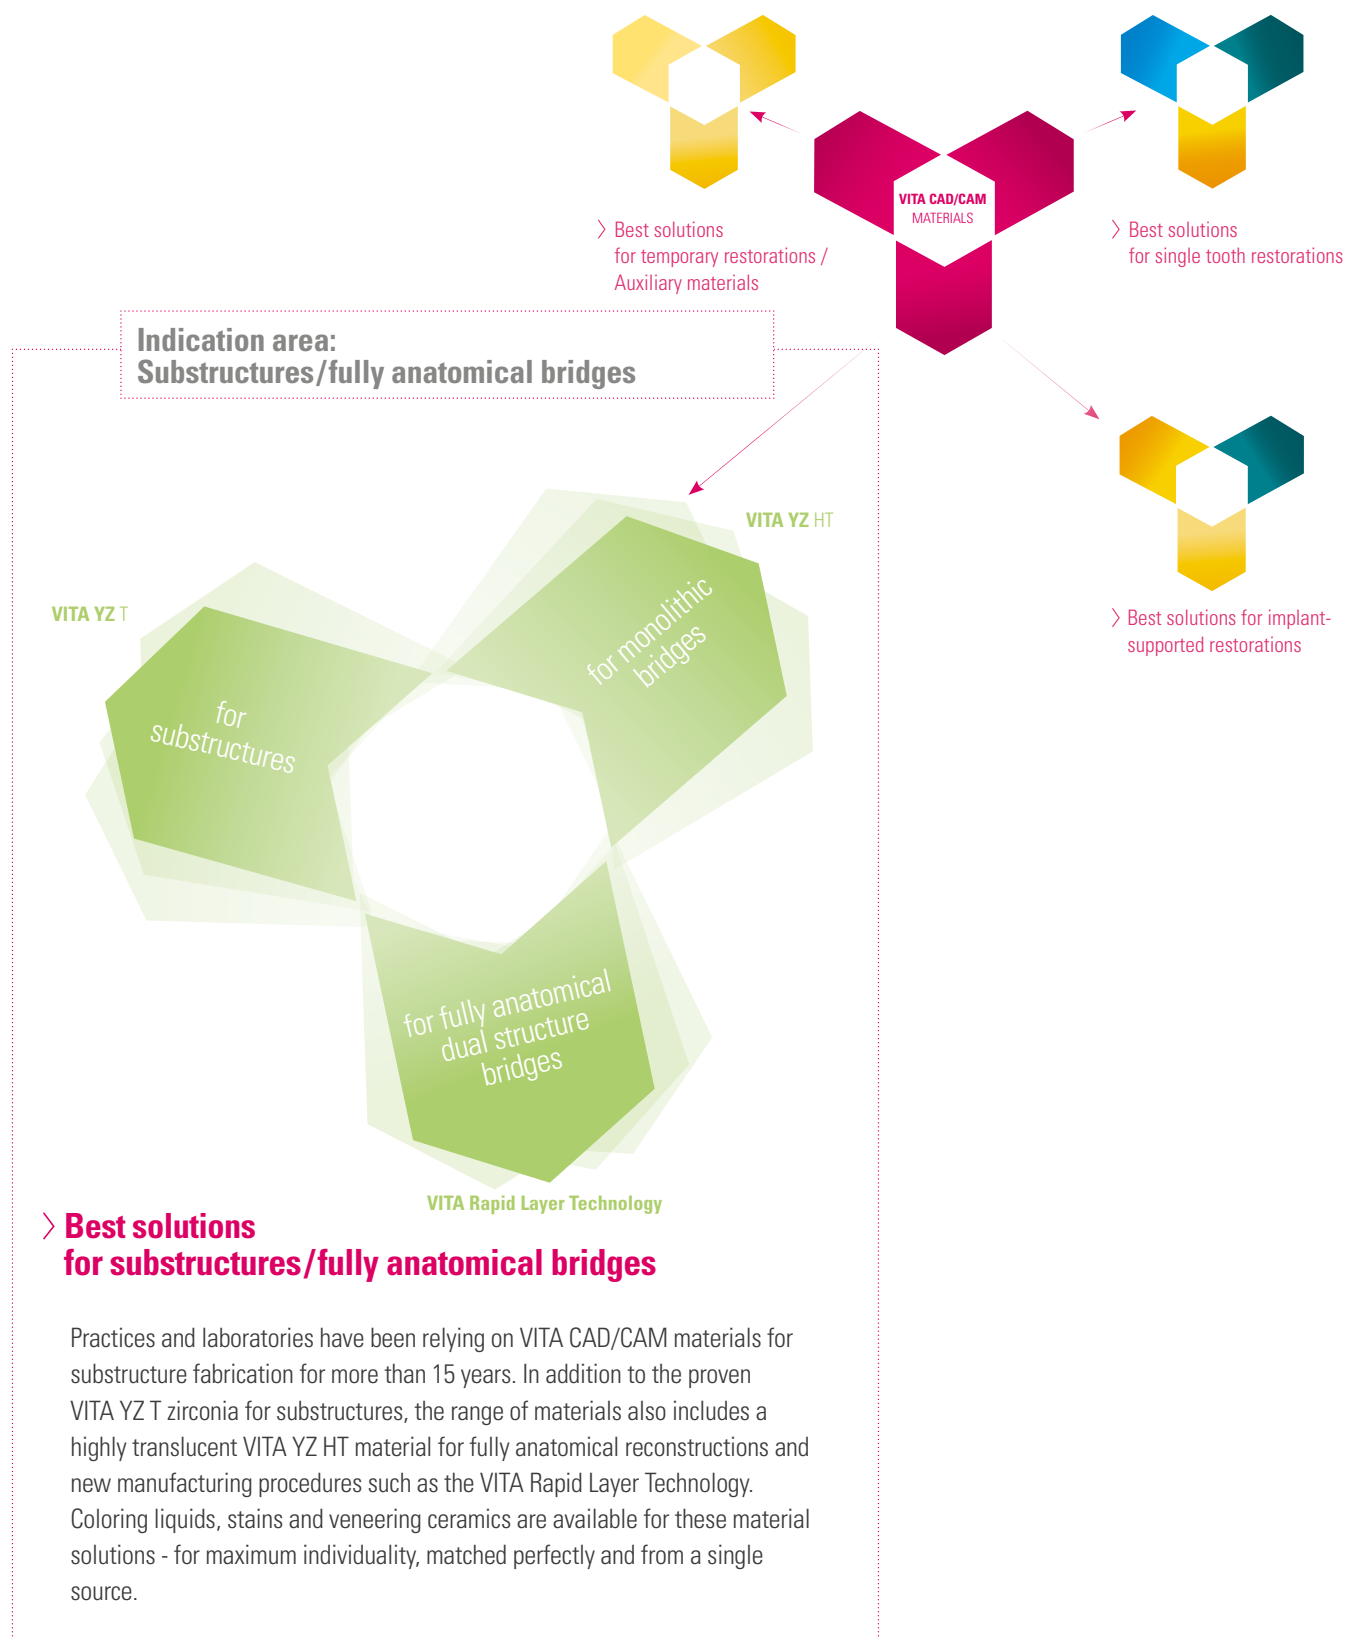 VITA CAD/CAM
MATERIALS
〉Best solutions
for temporary restorations /
Auxiliary materials
〉Best solutions
for single tooth restorations
Indication area:
Substructures/fully anatomical bridges
〉Best solutions for implant-
supported restorations
VITA YZ HT
for monolithic
bridges
VITA YZ T
for
substructures
for fully anatomical
dual structure
bridges
VITA Rapid Layer Technology
〉Best solutions
for substructures/fully anatomical bridges
Practices and laboratories have been relying on VITA CAD/CAM materials for
substructure fabrication for more than 15 years. In addition to the proven
VITA YZ T zirconia for substructures, the range of materials also includes a
highly translucent VITA YZ HT material for fully anatomical reconstructions and
new manufacturing procedures such as the VITA Rapid Layer Technology.
Coloring liquids, stains and veneering ceramics are available for these material
solutions - for maximum individuality, matched perfectly and from a single
source.